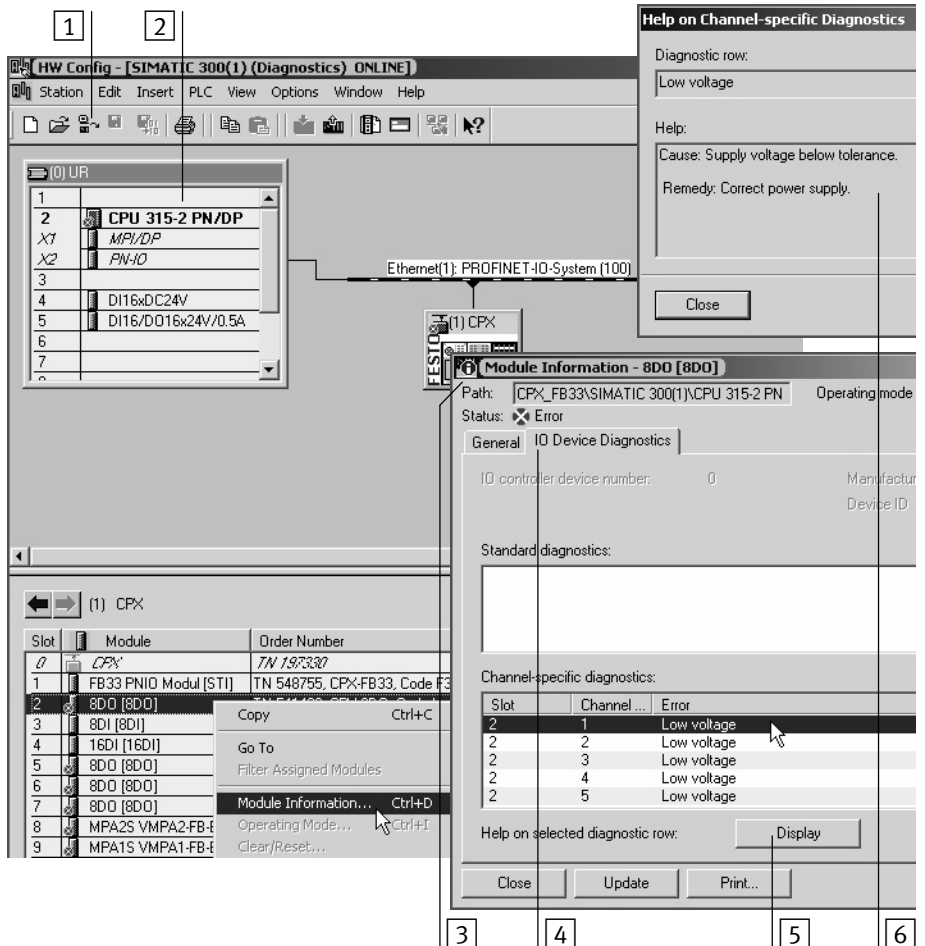 1
2
HW Config - [SIMATIC 300(1) (Diagnostics) ONLINE]
Station Edit Insert PLC View Options Window Help
(0) UR
1
2 CPU 315-2 PN/DP
X1 MPI/DP
X2 PN-IO
3
4 DI16xDC24V
5 DI16/DO16x24V/0.5A
6
7
Ethernet(1): PROFINET-IO-System (100)
(1) CPX
FESTO
Help on Channel-specific Diagnostics
Diagnostic row:
Low voltage
Help:
Cause: Supply voltage below tolerance.
Remedy: Correct power supply.
Close
(1) CPX
Slot Module Order Number
0 CPX' TN 197330
1 FB33 PNIO Modul [STI] TN 548755, CPX-FB33, Code F3
2 8DO [8DO]
3 8DI [8DI]
4 16DI [16DI]
5 8DO [8DO]
6 8DO [8DO]
7 8DO [8DO]
8 MPA2S VMPA2-FB-E
9 MPA1S VMPA1-FB-E
Copy Ctrl+C
Go To
Filter Assigned Modules
Module Information... Ctrl+D
Operating Mode... Ctrl+I
Clear/Reset...
Module Information - 8DO [8DO]
Path: CPX_FB33\SIMATIC 300(1)\CPU 315-2 PN Operating mode
Status: Error
General IO Device Diagnostics
IO controller device number: 0 Manufactur
Device ID
Standard diagnostics:
Channel-specific diagnostics:
Slot Channel ... Error
2 1 Low voltage
2 2 Low voltage
2 3 Low voltage
2 4 Low voltage
2 5 Low voltage
Help on selected diagnostic row: Display
Close Update Print...
3
4
5
6